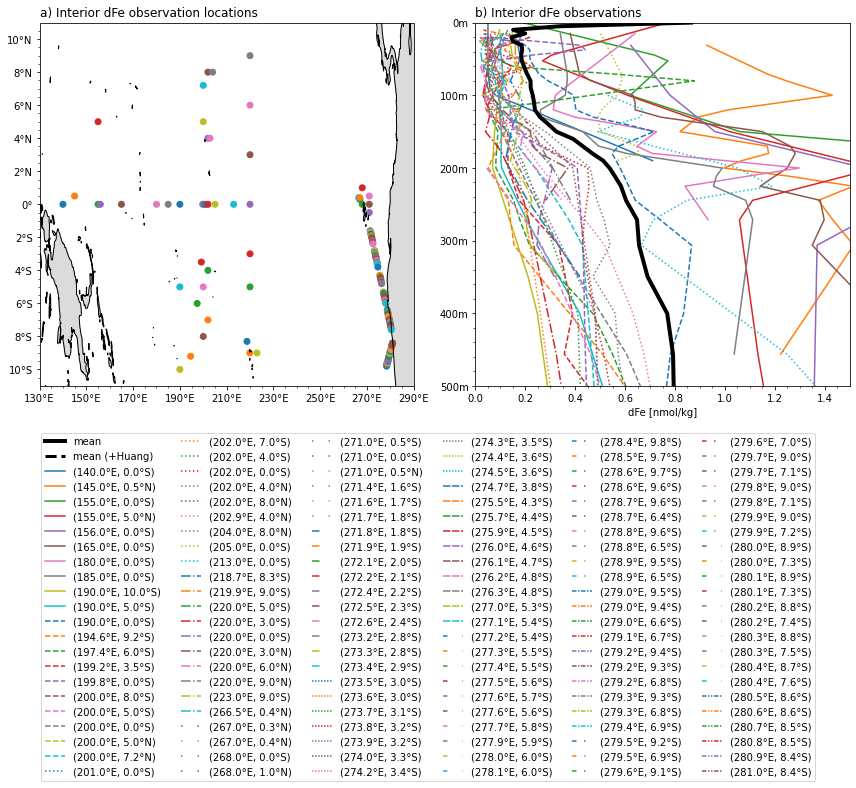 a) Interior dFe observation locations
b) Interior dFe observations
10°N
8°N
6°N
4°N
2°N
0°
2°S
4°S
6°S
8°S
10°S
130°E 150°E 170°E 190°E 210°E 230°E 250°E 270°E 290°E
0m
100m
200m
300m
400m
500m
0.0 0.2 0.4 0.6 0.8 1.0 1.2 1.4
dFe [nmol/kg]
mean
mean (+Huang)
(140.0°E, 0.0°S)
(145.0°E, 0.5°N)
(155.0°E, 0.0°S)
(155.0°E, 5.0°N)
(156.0°E, 0.0°S)
(165.0°E, 0.0°S)
(180.0°E, 0.0°S)
(185.0°E, 0.0°S)
(190.0°E, 10.0°S)
(190.0°E, 5.0°S)
(190.0°E, 0.0°S)
(194.6°E, 9.2°S)
(197.4°E, 6.0°S)
(199.2°E, 3.5°S)
(199.8°E, 0.0°S)
(200.0°E, 8.0°S)
(200.0°E, 5.0°S)
(200.0°E, 0.0°S)
(200.0°E, 5.0°N)
(200.0°E, 7.2°N)
(201.0°E, 0.0°S)
(202.0°E, 7.0°S)
(202.0°E, 4.0°S)
(202.0°E, 0.0°S)
(202.0°E, 4.0°N)
(202.0°E, 8.0°N)
(202.9°E, 4.0°N)
(204.0°E, 8.0°N)
(205.0°E, 0.0°S)
(213.0°E, 0.0°S)
(218.7°E, 8.3°S)
(219.9°E, 9.0°S)
(220.0°E, 5.0°S)
(220.0°E, 3.0°S)
(220.0°E, 0.0°S)
(220.0°E, 3.0°N)
(220.0°E, 6.0°N)
(220.0°E, 9.0°N)
(223.0°E, 9.0°S)
(266.5°E, 0.4°N)
(267.0°E, 0.3°N)
(267.0°E, 0.4°N)
(268.0°E, 0.0°S)
(268.0°E, 1.0°N)
(271.0°E, 0.5°S)
(271.0°E, 0.0°S)
(271.0°E, 0.5°N)
(271.4°E, 1.6°S)
(271.6°E, 1.7°S)
(271.7°E, 1.8°S)
(271.8°E, 1.8°S)
(271.9°E, 1.9°S)
(272.1°E, 2.0°S)
(272.2°E, 2.1°S)
(272.4°E, 2.2°S)
(272.5°E, 2.3°S)
(272.6°E, 2.4°S)
(273.2°E, 2.8°S)
(273.3°E, 2.8°S)
(273.4°E, 2.9°S)
(273.5°E, 3.0°S)
(273.6°E, 3.0°S)
(273.7°E, 3.1°S)
(273.8°E, 3.2°S)
(273.9°E, 3.2°S)
(274.0°E, 3.3°S)
(274.2°E, 3.4°S)
(274.3°E, 3.5°S)
(274.4°E, 3.6°S)
(274.5°E, 3.6°S)
(274.7°E, 3.8°S)
(275.5°E, 4.3°S)
(275.7°E, 4.4°S)
(275.9°E, 4.5°S)
(276.0°E, 4.6°S)
(276.1°E, 4.7°S)
(276.2°E, 4.8°S)
(276.3°E, 4.8°S)
(277.0°E, 5.3°S)
(277.1°E, 5.4°S)
(277.2°E, 5.4°S)
(277.3°E, 5.5°S)
(277.4°E, 5.5°S)
(277.5°E, 5.6°S)
(277.6°E, 5.7°S)
(277.6°E, 5.6°S)
(277.7°E, 5.8°S)
(277.9°E, 5.9°S)
(278.0°E, 6.0°S)
(278.1°E, 6.0°S)
(278.4°E, 9.8°S)
(278.5°E, 9.7°S)
(278.6°E, 9.7°S)
(278.6°E, 9.6°S)
(278.7°E, 9.6°S)
(278.7°E, 6.4°S)
(278.8°E, 9.6°S)
(278.8°E, 6.5°S)
(278.9°E, 9.5°S)
(278.9°E, 6.5°S)
(279.0°E, 9.5°S)
(279.0°E, 9.4°S)
(279.0°E, 6.6°S)
(279.1°E, 6.7°S)
(279.2°E, 9.4°S)
(279.2°E, 9.3°S)
(279.2°E, 6.8°S)
(279.3°E, 9.3°S)
(279.3°E, 6.8°S)
(279.4°E, 6.9°S)
(279.5°E, 9.2°S)
(279.5°E, 6.9°S)
(279.6°E, 9.1°S)
(279.6°E, 7.0°S)
(279.7°E, 9.0°S)
(279.7°E, 7.1°S)
(279.8°E, 9.0°S)
(279.8°E, 7.1°S)
(279.9°E, 9.0°S)
(279.9°E, 7.2°S)
(280.0°E, 8.9°S)
(280.0°E, 7.3°S)
(280.1°E, 8.9°S)
(280.1°E, 7.3°S)
(280.2°E, 8.8°S)
(280.2°E, 7.4°S)
(280.3°E, 8.8°S)
(280.3°E, 7.5°S)
(280.4°E, 8.7°S)
(280.4°E, 7.6°S)
(280.5°E, 8.6°S)
(280.6°E, 8.6°S)
(280.7°E, 8.5°S)
(280.8°E, 8.5°S)
(280.9°E, 8.4°S)
(281.0°E, 8.4°S)